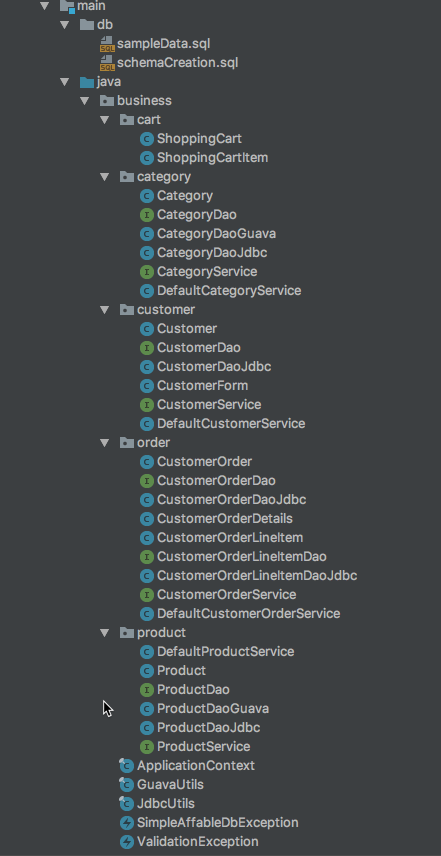 main
db
sampleData.sql
schemaCreation.sql
java
business
cart
ShoppingCart
ShoppingCartItem
category
Category
CategoryDao
CategoryDaoGuava
CategoryDaoJdbc
CategoryService
DefaultCategoryService
customer
Customer
CustomerDao
CustomerDaoJdbc
CustomerForm
CustomerService
DefaultCustomerService
order
CustomerOrder
CustomerOrderDao
CustomerOrderDaoJdbc
CustomerOrderDetails
CustomerOrderLineItem
CustomerOrderLineItemDao
CustomerOrderLineItemDaoJdbc
CustomerOrderService
DefaultCustomerOrderService
product
DefaultProductService
Product
ProductDao
ProductDaoGuava
ProductDaoJdbc
ProductService
ApplicationContext
GuavaUtils
JdbcUtils
SimpleAffableDbException
ValidationException